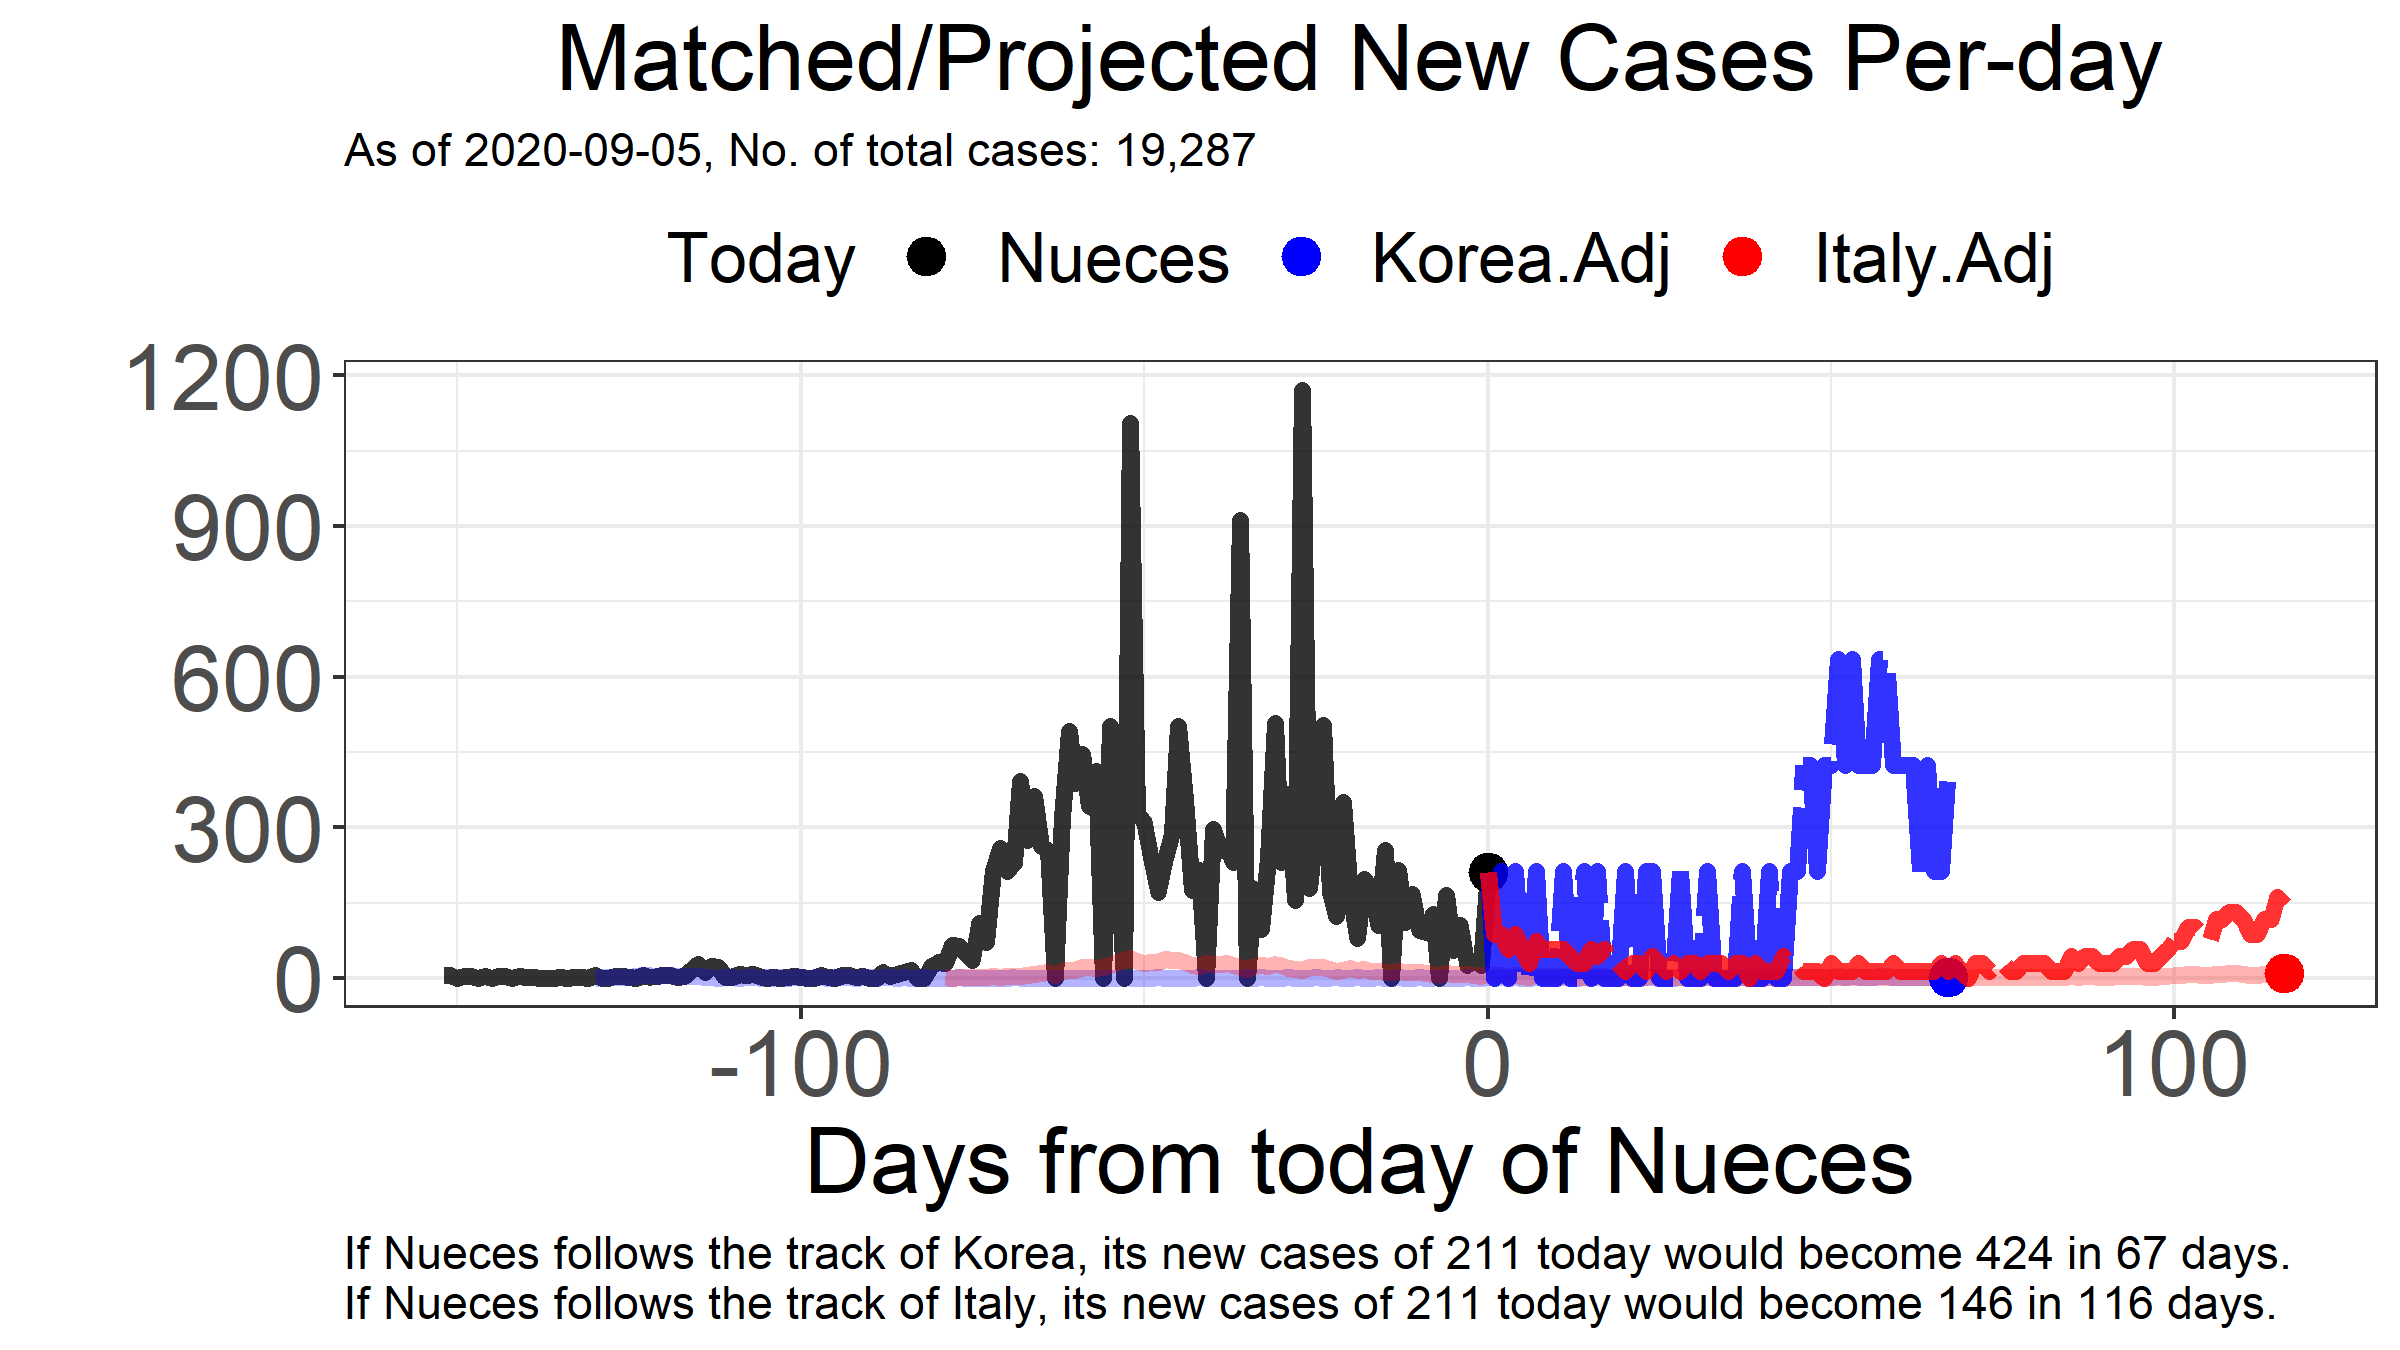 Matched/Projected New Cases Per-day
As of 2020-09-05, No. of total cases: 19,287
Today Nueces Korea.Adj Italy.Adj
1200
900
600
300
0
-100 0 100
Days from today of Nueces
If Nueces follows the track of Korea, its new cases of 211 today would become 424 in 67 days.
If Nueces follows the track of Italy, its new cases of 211 today would become 146 in 116 days.